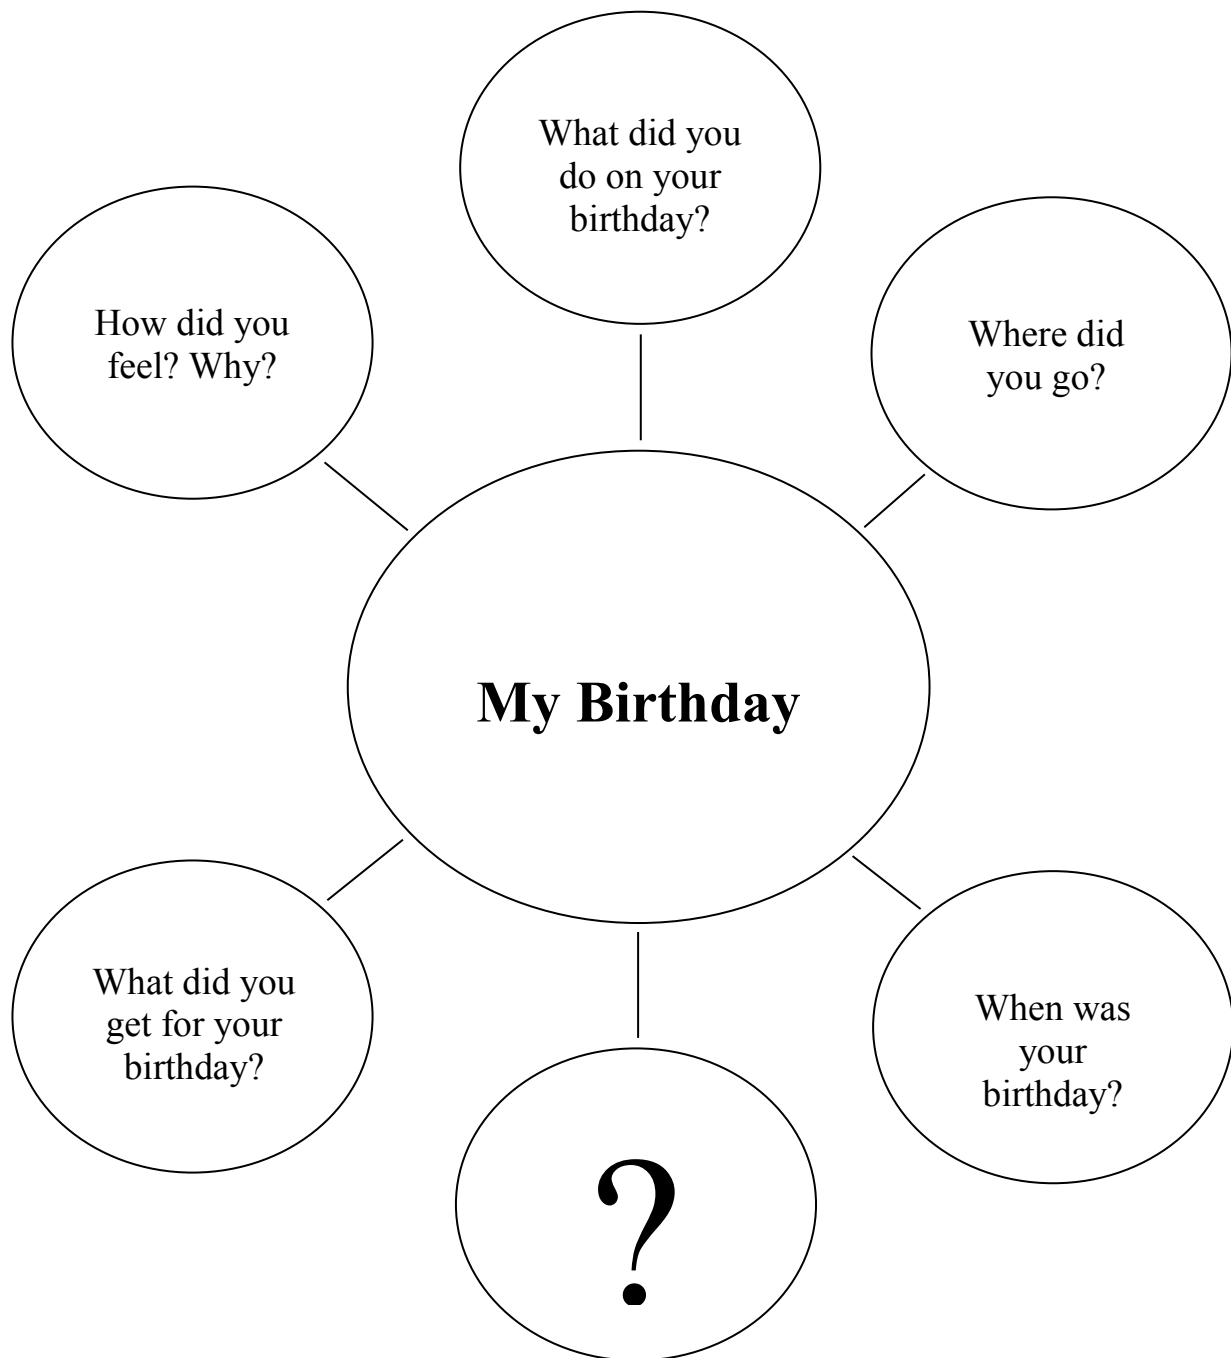 What did you
do on your
birthday?
How did you
feel? Why?
Where did
you go?
My Birthday
What did you
get for your
birthday?
When was
your
birthday?
?